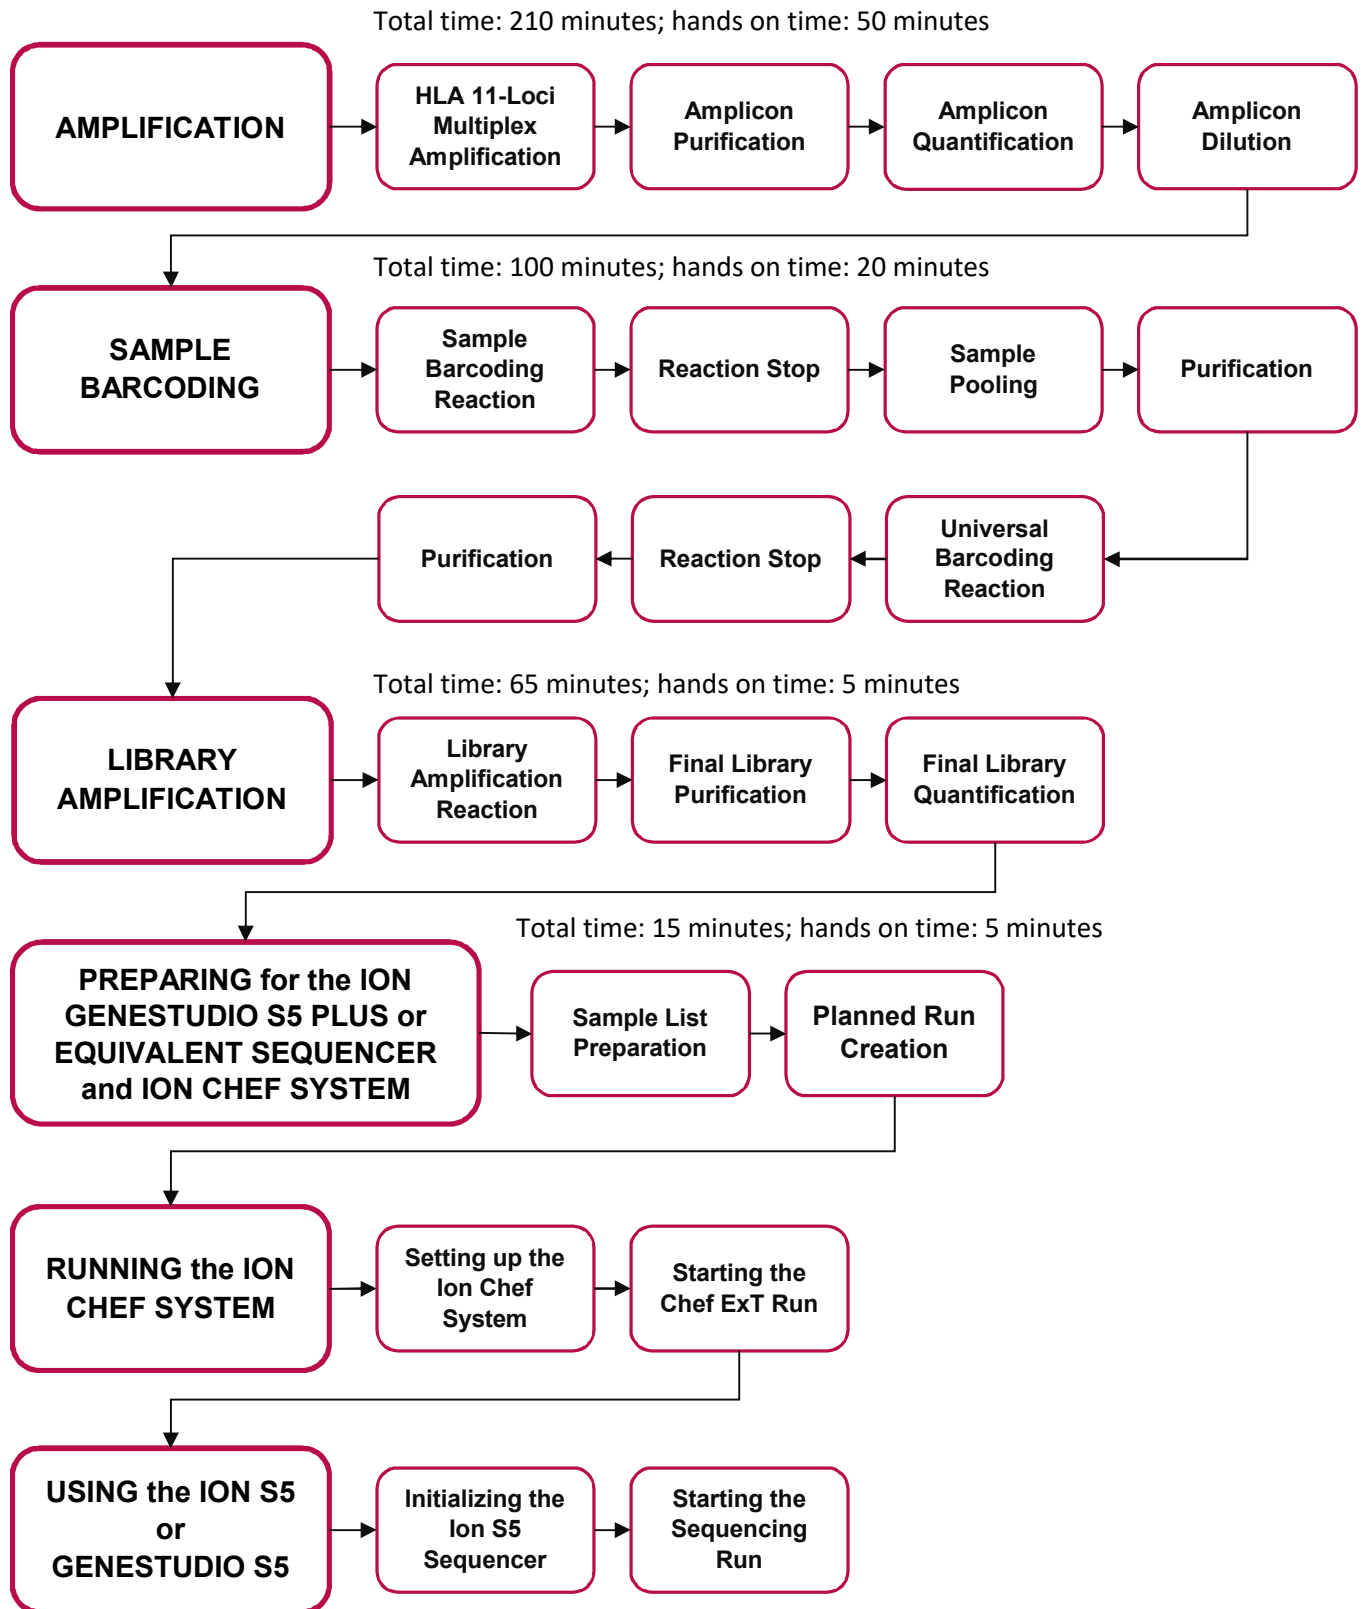 Total time: 210 minutes; hands on time: 50 minutes
AMPLIFICATION
HLA 11-Loci
Multiplex
Amplification
Amplicon
Purification
Amplicon
Quantification
Amplicon
Dilution
Total time: 100 minutes; hands on time: 20 minutes
SAMPLE
BARCODING
Sample
Barcoding
Reaction
Reaction Stop
Sample
Pooling
Purification
Universal
Barcoding
Reaction
Reaction Stop
Purification
Total time: 65 minutes; hands on time: 5 minutes
LIBRARY
AMPLIFICATION
Library
Amplification
Reaction
Final Library
Purification
Final Library
Quantification
Total time: 15 minutes; hands on time: 5 minutes
PREPARING for the ION
GENESTUDIO S5 PLUS or
EQUIVALENT SEQUENCER
and ION CHEF SYSTEM
Sample List
Preparation
Planned Run
Creation
RUNNING the ION
CHEF SYSTEM
Setting up the
Ion Chef
System
Starting the
Chef ExT Run
USING the ION S5
or
GENESTUDIO S5
Initializing the
Ion S5
Sequencer
Starting the
Sequencing
Run